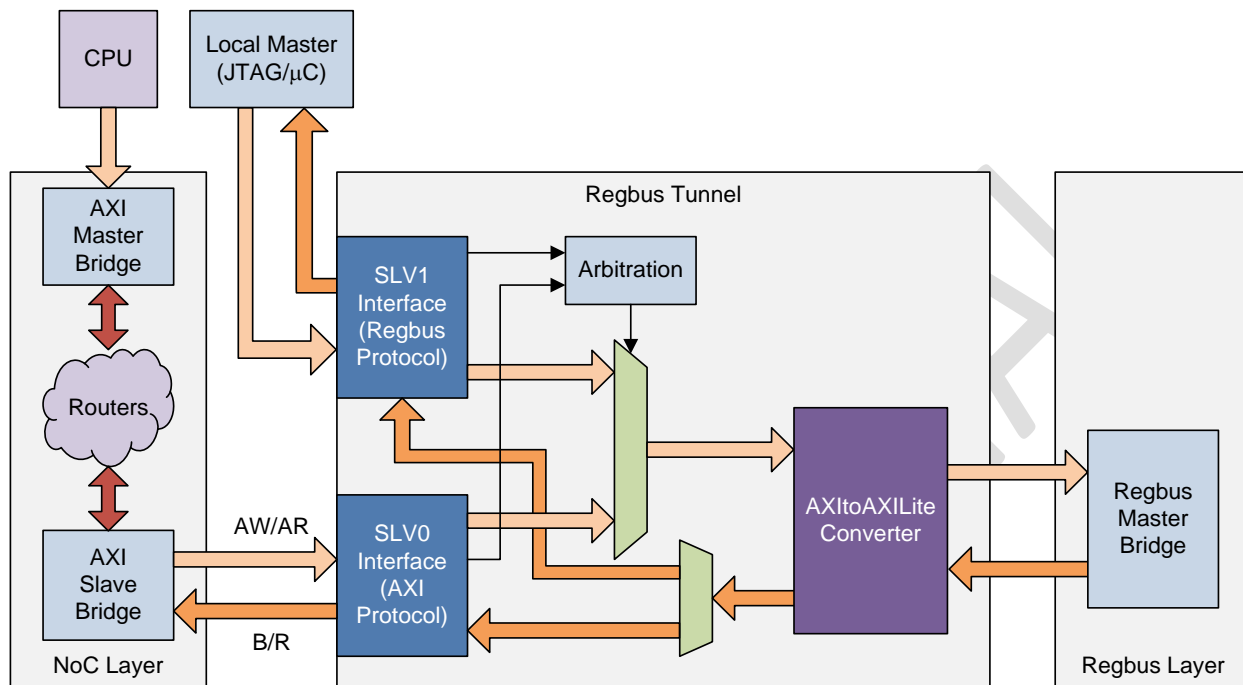 CPU
Local Master
(JTAG/μC)
Regbus Tunnel
AXI
Master
Bridge
SLV1
Interface
(Regbus
Protocol)
Arbitration
Routers
AXItoAXILite
Converter
Regbus
Master
Bridge
AW/AR
SLV0
Interface
(AXI
Protocol)
AXI
Slave
Bridge
B/R
NoC Layer
Regbus Layer